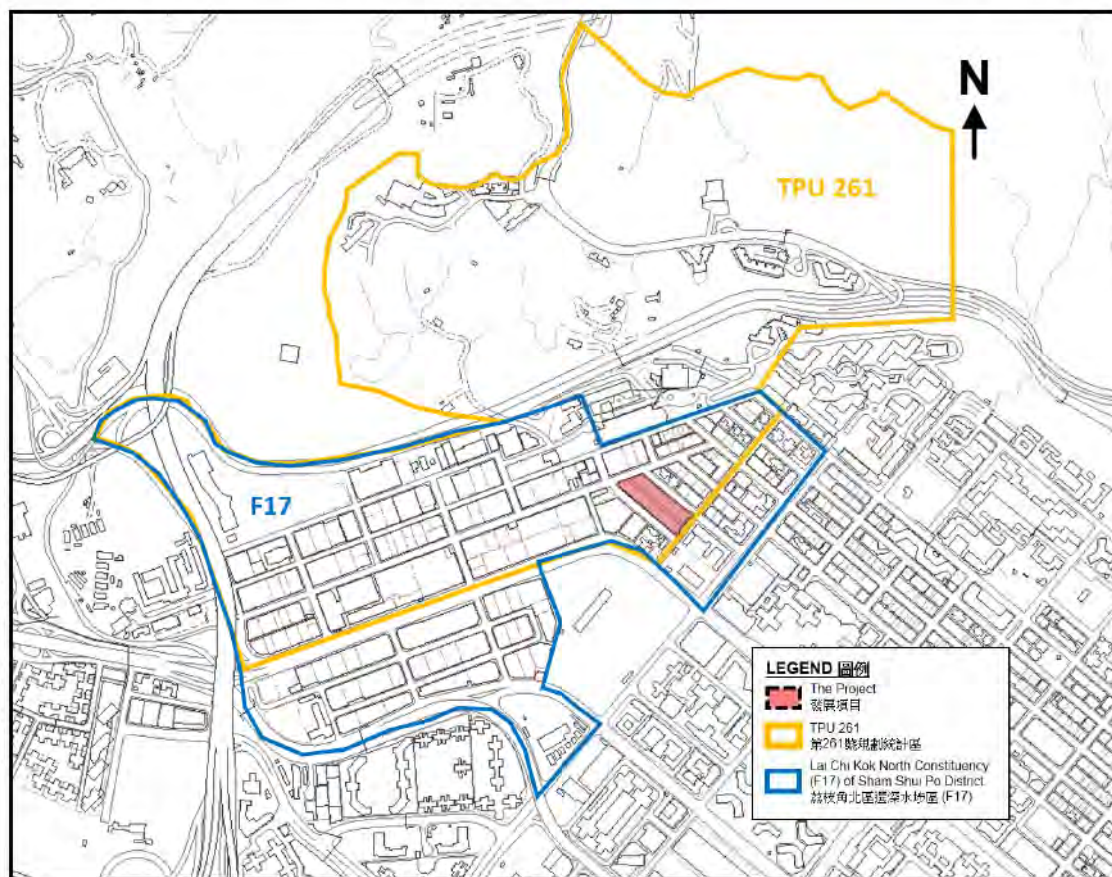 N
TPU 261
F17
LEGEND 圖例
The Project
發展項目
TPU 261
第261號規劃統計區
Lai Chi Kok North Constituency
(F17) of Sham Shui Po District
荔枝角北區選深水埗區 (F17)